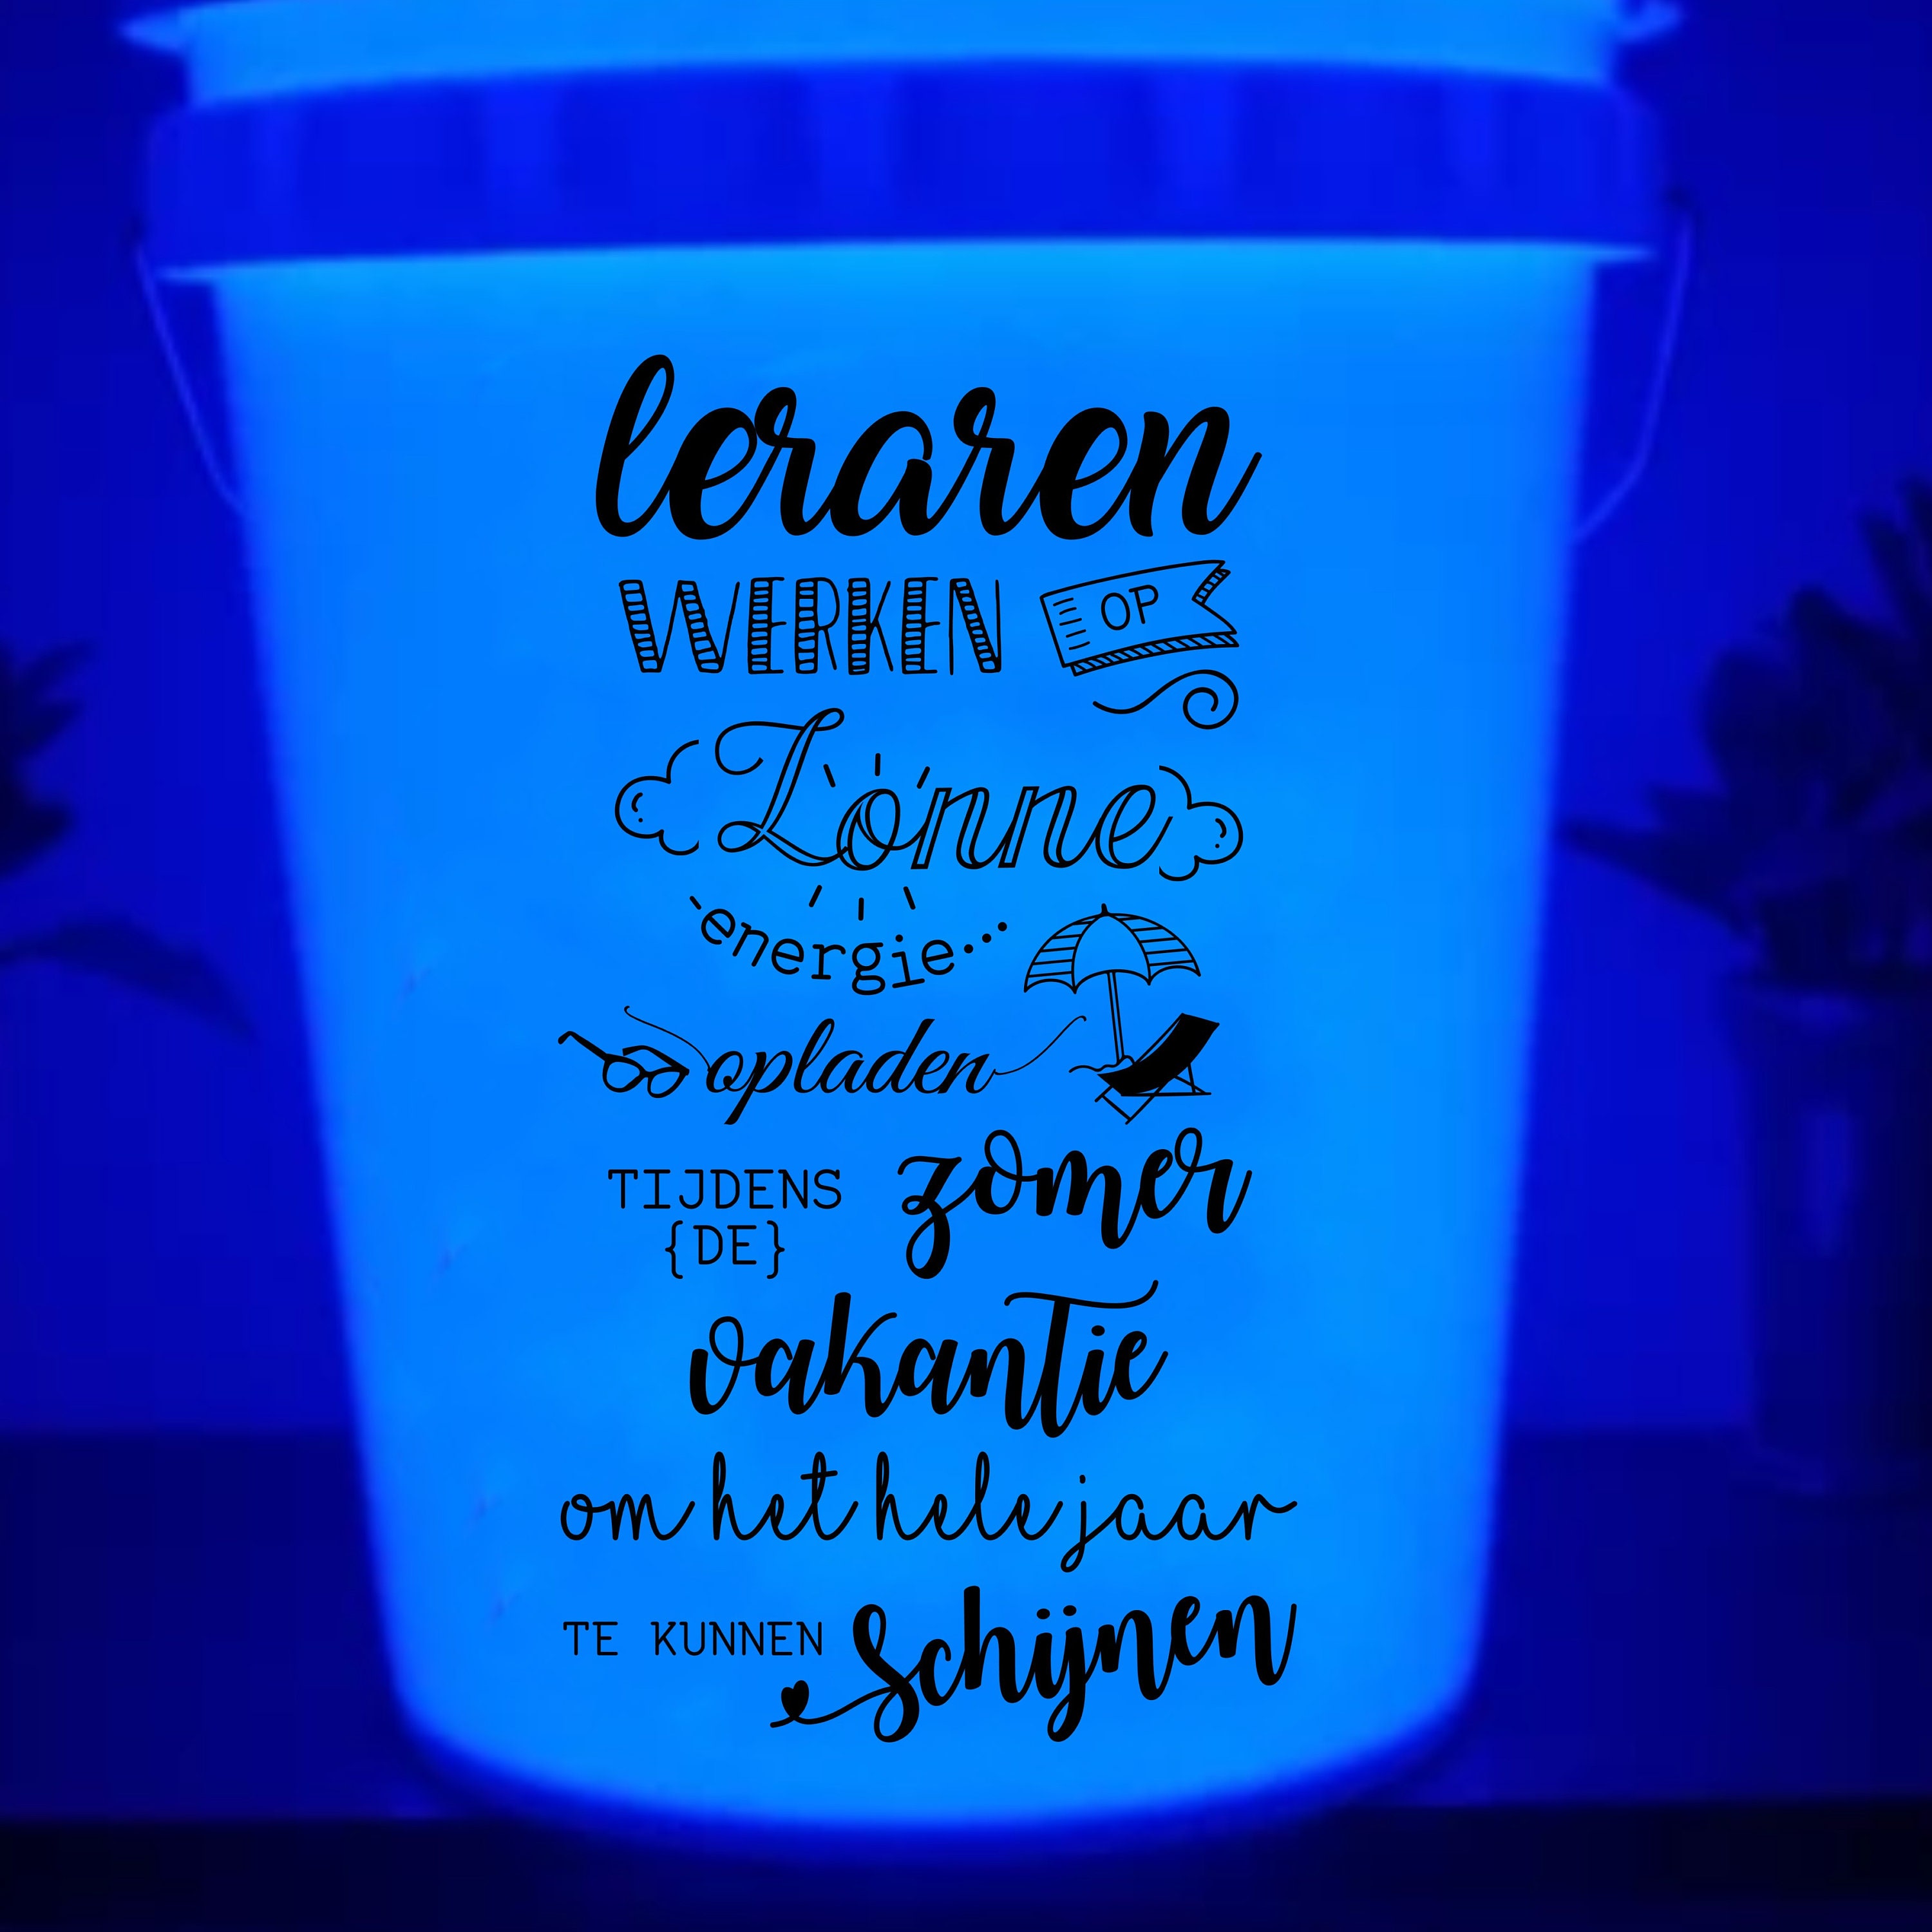 leraren
WERKEN OP
Zonne
energie...
opladen
TIJDENS zomer
{DE}
vakantie
om het hele jaar
TE KUNNEN schijnen